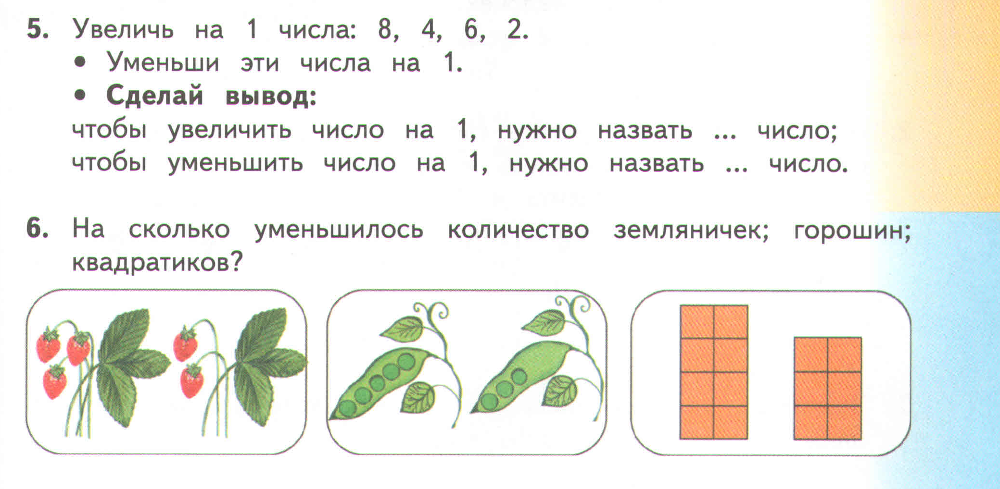 5. Увеличь на 1 числа: 8, 4, 6, 2.
• Уменьши эти числа на 1.
• Сделай вывод:
чтобы увеличить число на 1, нужно назвать ... число;
чтобы уменьшить число на 1, нужно назвать ... число.
6. На сколько уменьшилось количество земляничек; горошин;
квадратиков?